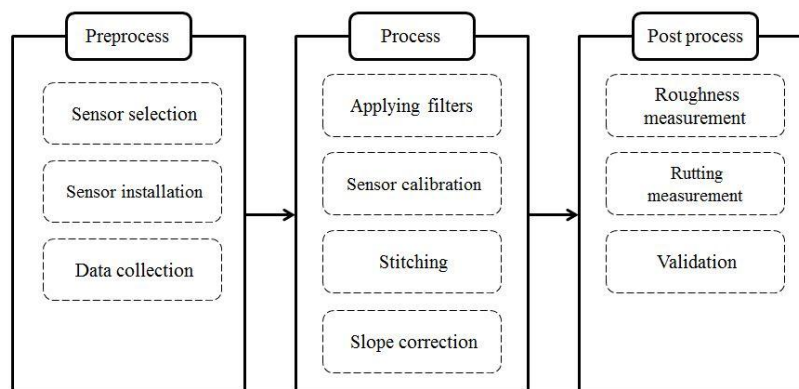 Preprocess
Sensor selection
Sensor installation
Data collection
Process
Applying filters
Sensor calibration
Stitching
Slope correction
Post process
Roughness
measurement
Rutting
measurement
Validation